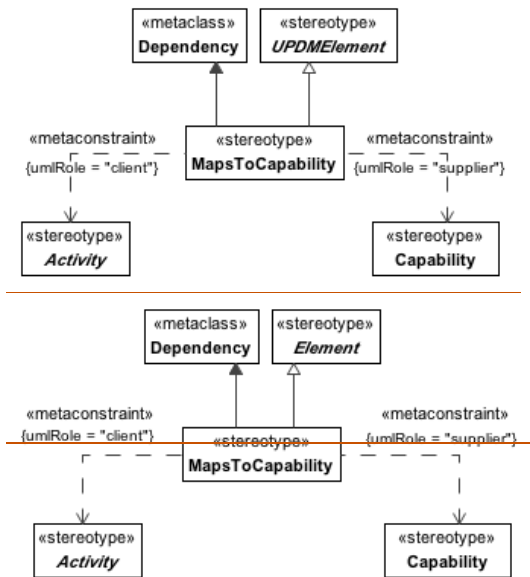 «metaclass»
Dependency
«stereotype»
UPDMElement
«metaconstraint»
{umlRole = "client"}
«stereotype»
MapsToCapability
«metaconstraint»
{umlRole = "supplier"}
«stereotype»
Activity
«stereotype»
Capability
«metaclass»
Dependency
«stereotype»
Element
«metaconstraint»
{umlRole = "client"}
«stereotype»
MapsToCapability
«metaconstraint»
{umlRole = "supplier"}
«stereotype»
Activity
«stereotype»
Capability